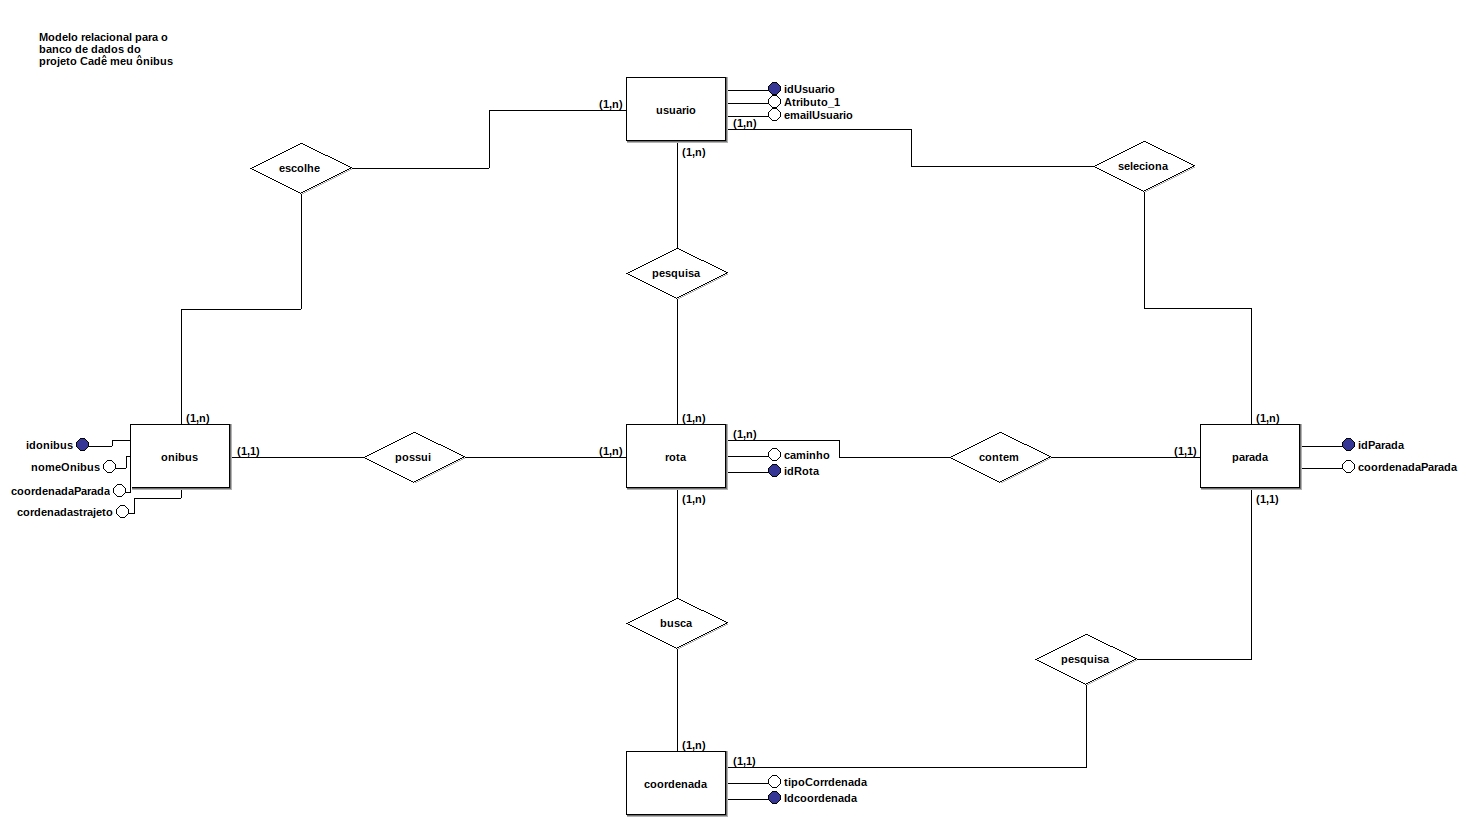 Modelo relacional para o
banco de dados do
projeto Cadê meu ônibus
usuario
idUsuario
Atributo_1
emailUsuario
(1,n)
(1,n)
(1,n)
escolhe
seleciona
pesquisa
(1,n)
(1,n)
(1,n)
idonibus
nomeOnibus
coordenadaParada
cordenadastrajeto
onibus
(1,1)
possui
(1,n)
rota
(1,n)
caminho
idRota
contem
(1,1)
parada
idParada
coordenadaParada
(1,n)
(1,1)
busca
pesquisa
(1,n)
(1,1)
coordenada
tipoCorrdenada
Idcoordenada